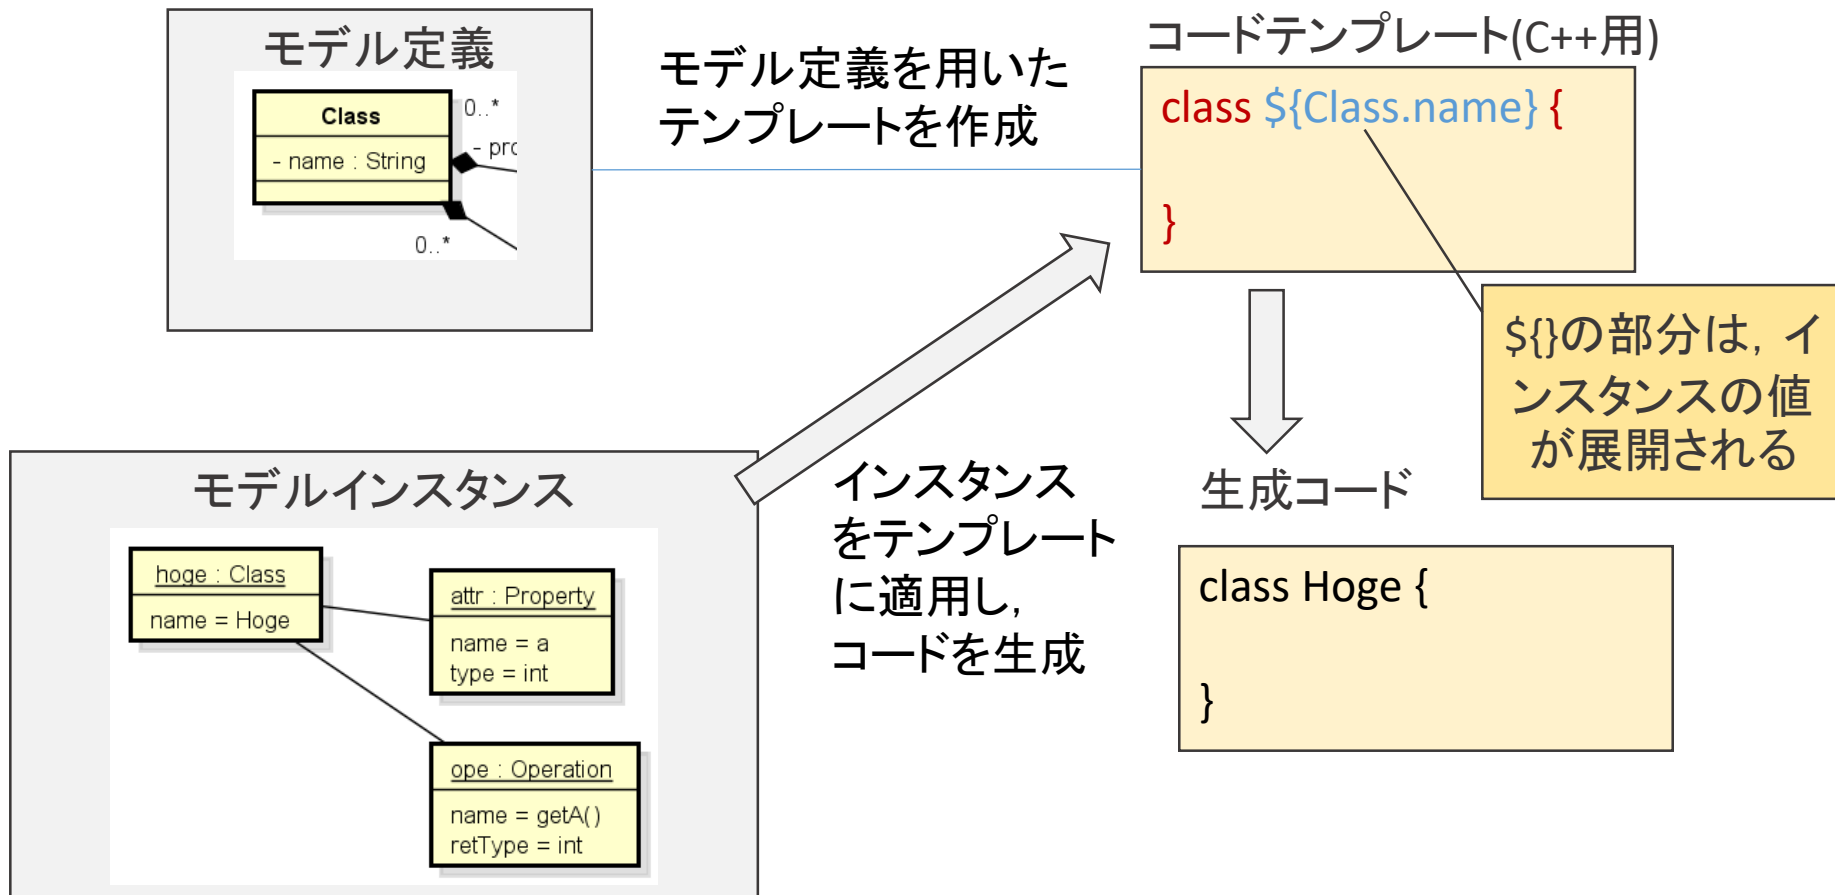 モデル定義
Class
- name : String
0..*
- pro
0..*
モデル定義を用いた
テンプレートを作成
コードテンプレート(C++用)
class ${Class.name} {
}
${}の部分は，イ
ンスタンスの値
が展開される
モデルインスタンス
hoge : Class
name = Hoge
attr : Property
name = a
type = int
ope : Operation
name = getA()
retType = int
インスタンス
をテンプレート
に適用し，
コードを生成
生成コード
class Hoge {
}